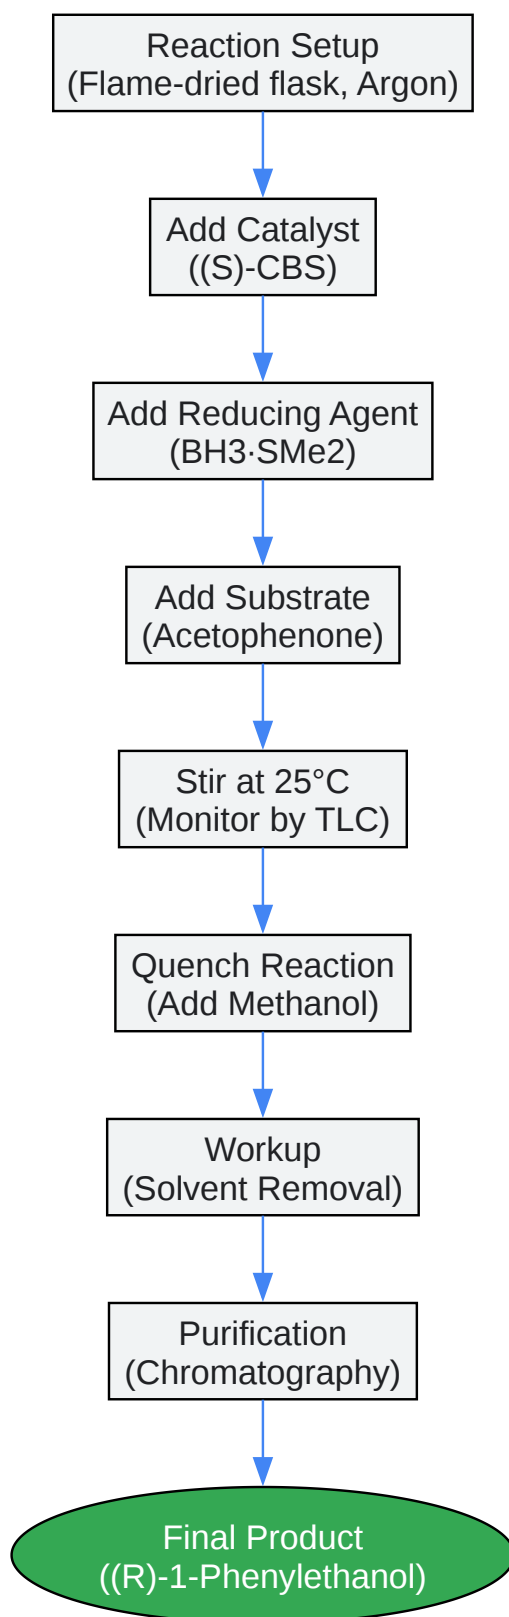 Reaction Setup
(Flame-dried flask, Argon)
Add Catalyst
((S)-CBS)
Add Reducing Agent
(BH3·SMe2)
Add Substrate
(Acetophenone)
Stir at 25°C
(Monitor by TLC)
Quench Reaction
(Add Methanol)
Workup
(Solvent Removal)
Purification
(Chromatography)
Final Product
((R)-1-Phenylethanol)